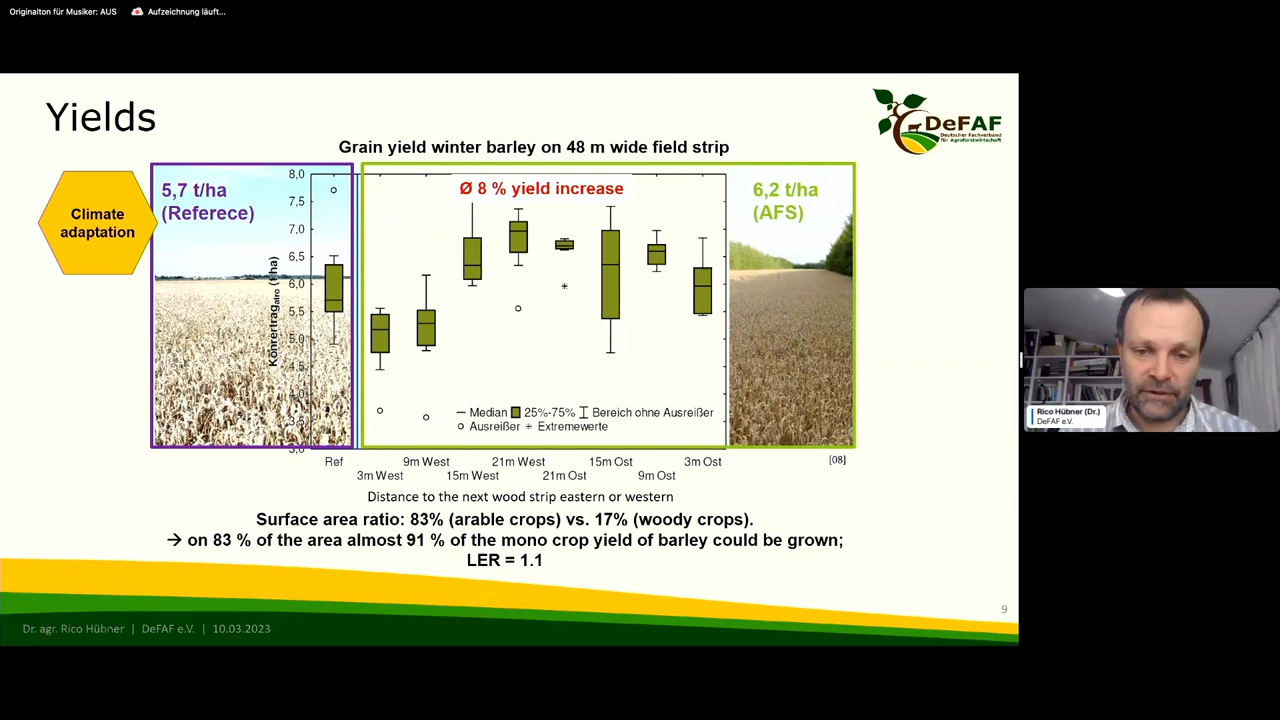 Originalton für Musiker: AUS
Aufzeichnung läuft...
Yields
DeFAF
Deutscher Fachverband
für Agroforstwirtschaft
Grain yield winter barley on 48 m wide field strip
Climate
adaptation
5,7 t/ha
(Referece)
Ø 8 % yield increase
6,2 t/ha
(AFS)
8,0
7,5
7,0
6,5
6,0
5,5
5,0
4,5
4,0
3,5
3,0
Kornertrag atro (t/ha)
Median 25%-75% Bereich ohne Ausreißer
Ausreißer + Extremewerte
Ref 9m West 21m West 15m Ost 3m Ost
3m West 15m West 21m Ost 9m Ost
[08]
Distance to the next wood strip eastern or western
Surface area ratio: 83% (arable crops) vs. 17% (woody crops).
→ on 83 % of the area almost 91 % of the mono crop yield of barley could be grown;
LER = 1.1
9
Dr. agr. Rico Hübner | DeFAF e.V. | 10.03.2023
Rico Hübner (Dr.)
DeFAF e.V.